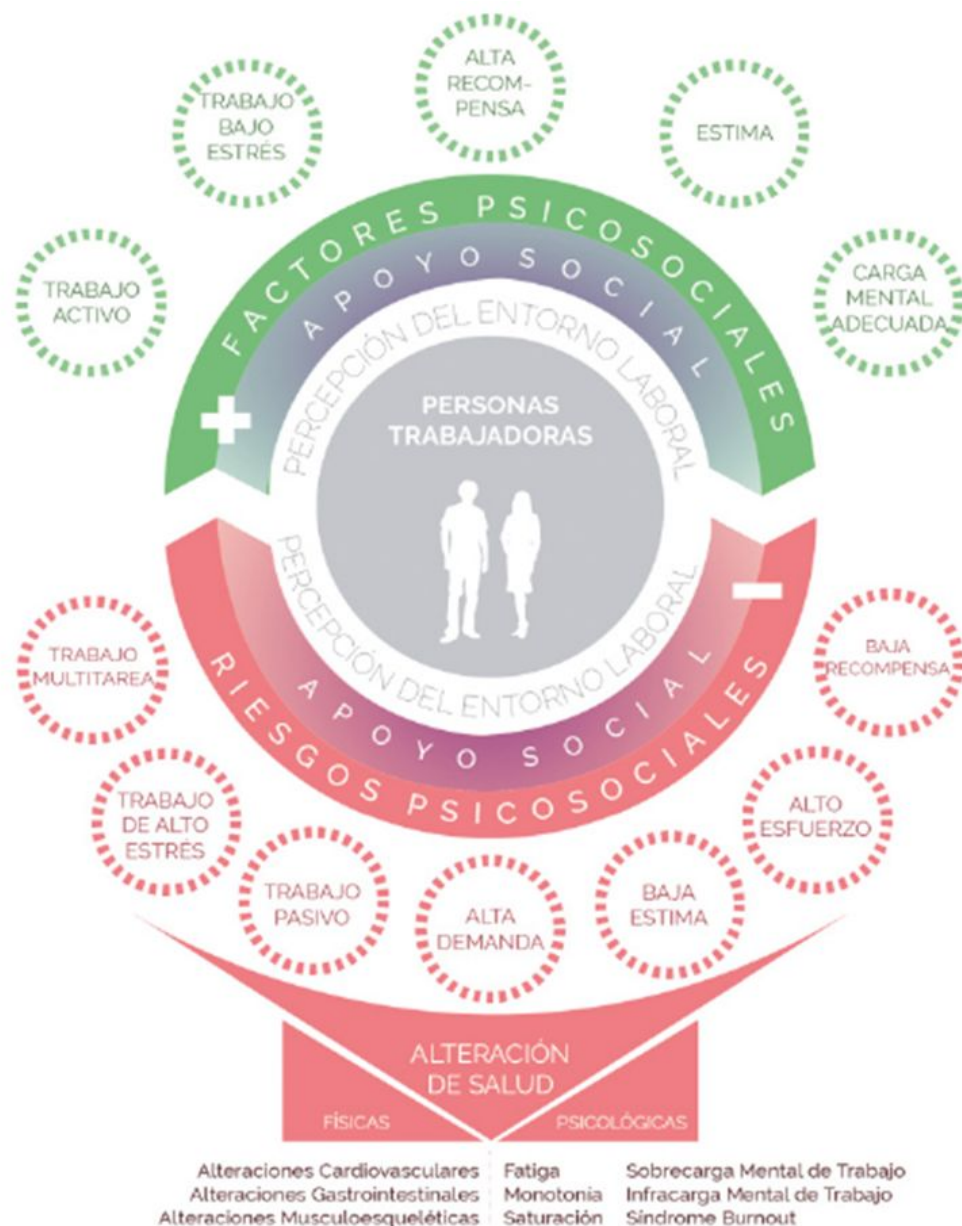 ALTA
RECOM-
PENSA
TRABAJO
BAJO
ESTRÉS
ESTIMA
TRABAJO
ACTIVO
CARGA
MENTAL
ADECUADA
FACTORES PSICOSOCIALES
APOYO SOCIAL
PERCEPCIÓN DEL ENTORNO LABORAL
+
PERSONAS
TRABAJADORAS
PERCEPCIÓN DEL ENTORNO LABORAL
APOYO SOCIAL
RIESGOS PSICOSOCIALES
-
TRABAJO
MULTITAREA
BAJA
RECOMPENSA
TRABAJO
DE ALTO
ESTRÉS
ALTO
ESFUERZO
TRABAJO
PASIVO
ALTA
DEMANDA
BAJA
ESTIMA
ALTERACIÓN
DE SALUD
FÍSICAS
PSICOLÓGICAS
Alteraciones Cardiovasculares
Alteraciones Gastrointestinales
Alteraciones Musculoesqueléticas
Fatiga
Monotonía
Saturación
Sobrecarga Mental de Trabajo
Infracarga Mental de Trabajo
Síndrome Burnout